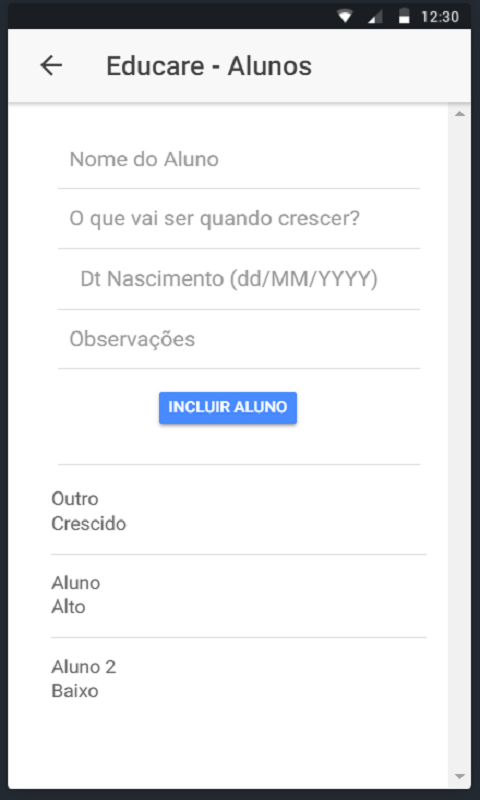 12:30
Educare - Alunos
Nome do Aluno
O que vai ser quando crescer?
Dt Nascimento (dd/MM/YYYY)
Observações
INCLUIR ALUNO
Outro
Crescido
Aluno
Alto
Aluno 2
Baixo